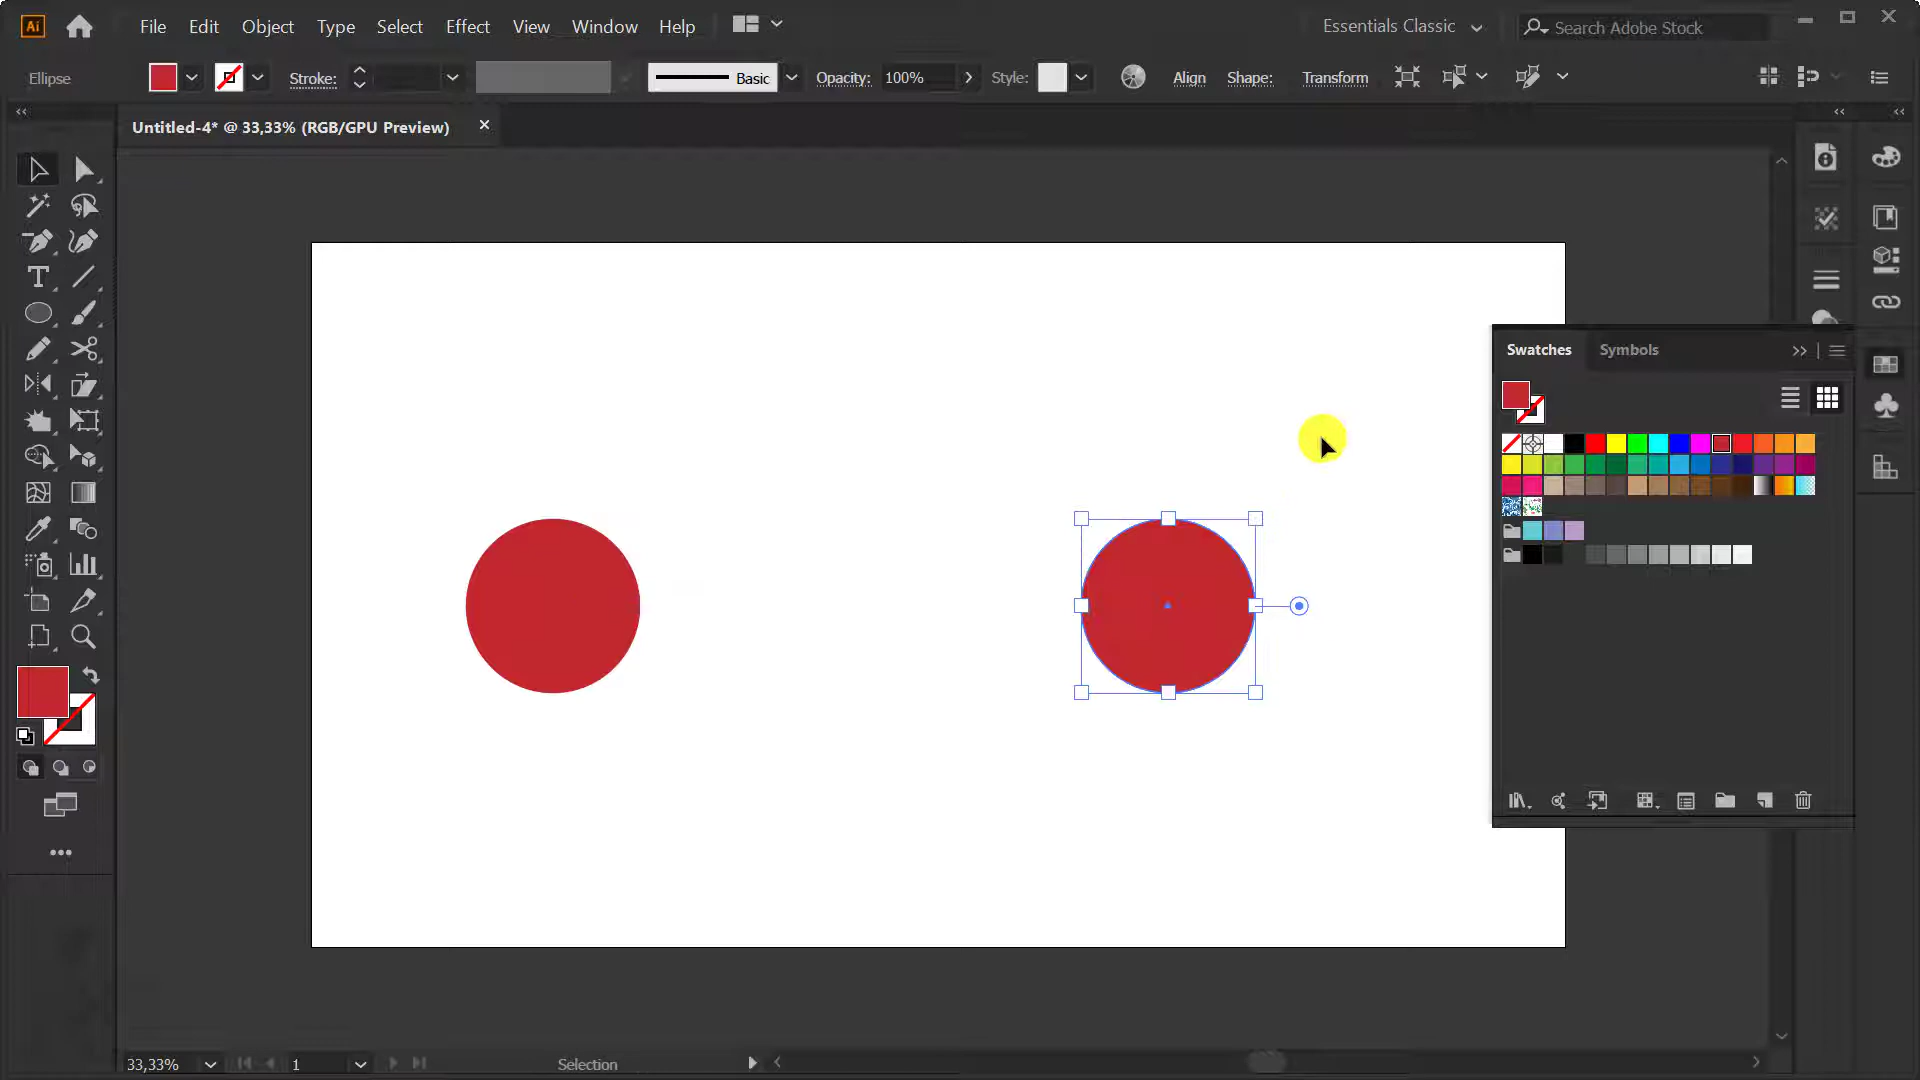 Ai File Edit Object Type Select Effect View Window Help Essentials Classic Search Adobe Stock
Ellipse Stroke: Basic Opacity: 100% Style: Align Shape: Transform
Untitled-4* @ 33,33% (RGB/GPU Preview)
T
Swatches Symbols
33,33% 1 Selection